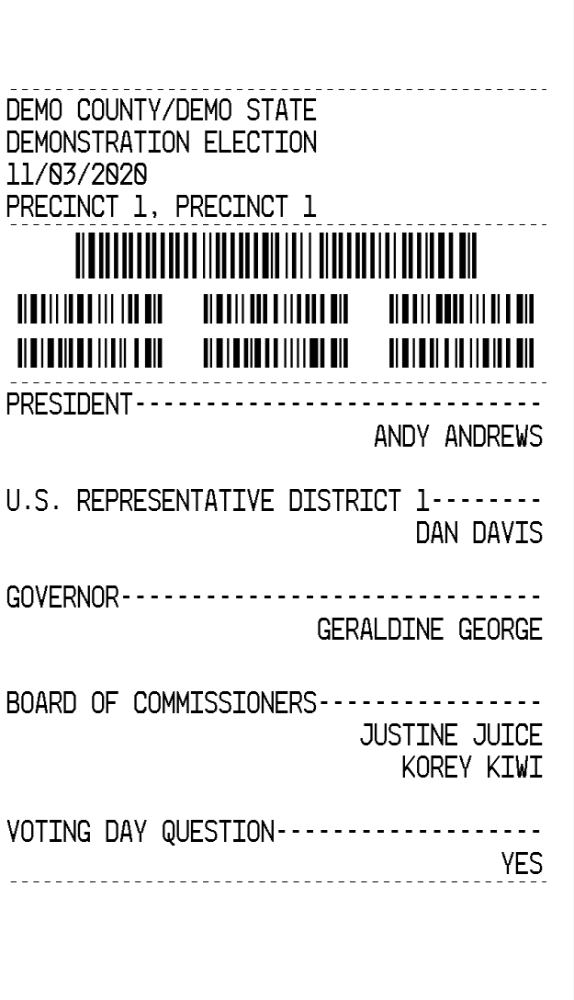 DEMO COUNTY/DEMO STATE
DEMONSTRATION ELECTION
11/03/2020
PRECINCT 1, PRECINCT 1
PRESIDENT-----------------------------
ANDY ANDREWS
U.S. REPRESENTATIVE DISTRICT 1--------
DAN DAVIS
GOVERNOR------------------------------
GERALDINE GEORGE
BOARD OF COMMISSIONERS----------------
JUSTINE JUICE
KOREY KIWI
VOTING DAY QUESTION-------------------
YES